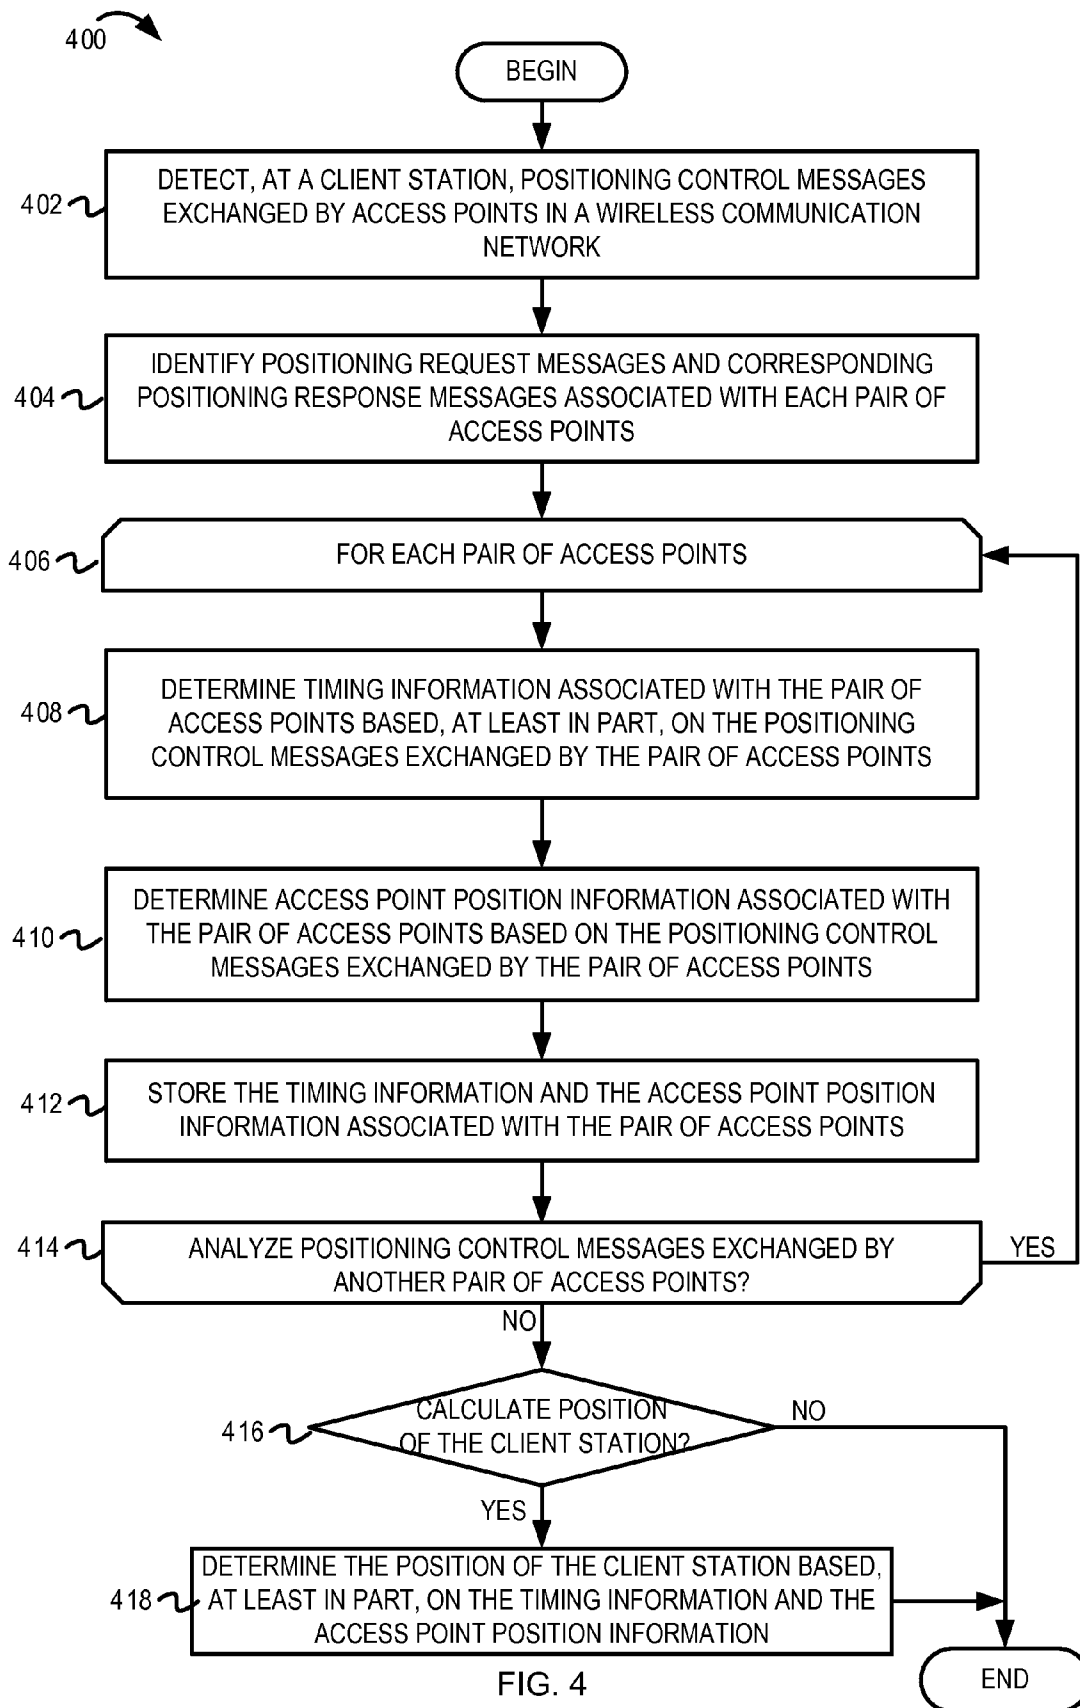 400
BEGIN
402
DETECT, AT A CLIENT STATION, POSITIONING CONTROL MESSAGES
EXCHANGED BY ACCESS POINTS IN A WIRELESS COMMUNICATION
NETWORK
404
IDENTIFY POSITIONING REQUEST MESSAGES AND CORRESPONDING
POSITIONING RESPONSE MESSAGES ASSOCIATED WITH EACH PAIR OF
ACCESS POINTS
406
FOR EACH PAIR OF ACCESS POINTS
408
DETERMINE TIMING INFORMATION ASSOCIATED WITH THE PAIR OF
ACCESS POINTS BASED, AT LEAST IN PART, ON THE POSITIONING
CONTROL MESSAGES EXCHANGED BY THE PAIR OF ACCESS POINTS
410
DETERMINE ACCESS POINT POSITION INFORMATION ASSOCIATED WITH
THE PAIR OF ACCESS POINTS BASED ON THE POSITIONING CONTROL
MESSAGES EXCHANGED BY THE PAIR OF ACCESS POINTS
412
STORE THE TIMING INFORMATION AND THE ACCESS POINT POSITION
INFORMATION ASSOCIATED WITH THE PAIR OF ACCESS POINTS
414
ANALYZE POSITIONING CONTROL MESSAGES EXCHANGED BY
ANOTHER PAIR OF ACCESS POINTS?
YES
NO
416
CALCULATE POSITION
OF THE CLIENT STATION?
NO
YES
418
DETERMINE THE POSITION OF THE CLIENT STATION BASED,
AT LEAST IN PART, ON THE TIMING INFORMATION AND THE
ACCESS POINT POSITION INFORMATION
END
FIG. 4